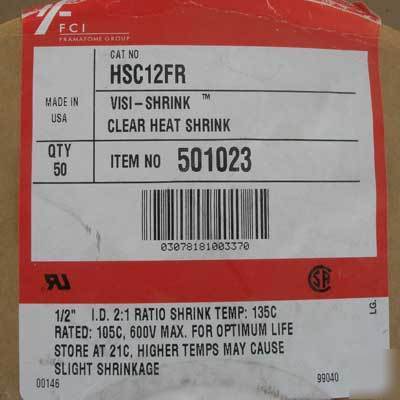 FCI
FRAMATOME GROUP
CAT NO
HSC12FR
MADE IN
USA
VISI-SHRINK ™
CLEAR HEAT SHRINK
QTY
50
ITEM NO 501023
03078181003370
1/2" I.D. 2:1 RATIO SHRINK TEMP: 135C
RATED: 105C, 600V MAX. FOR OPTIMUM LIFE
STORE AT 21C, HIGHER TEMPS MAY CAUSE
SLIGHT SHRINKAGE
LG.
00146
99040